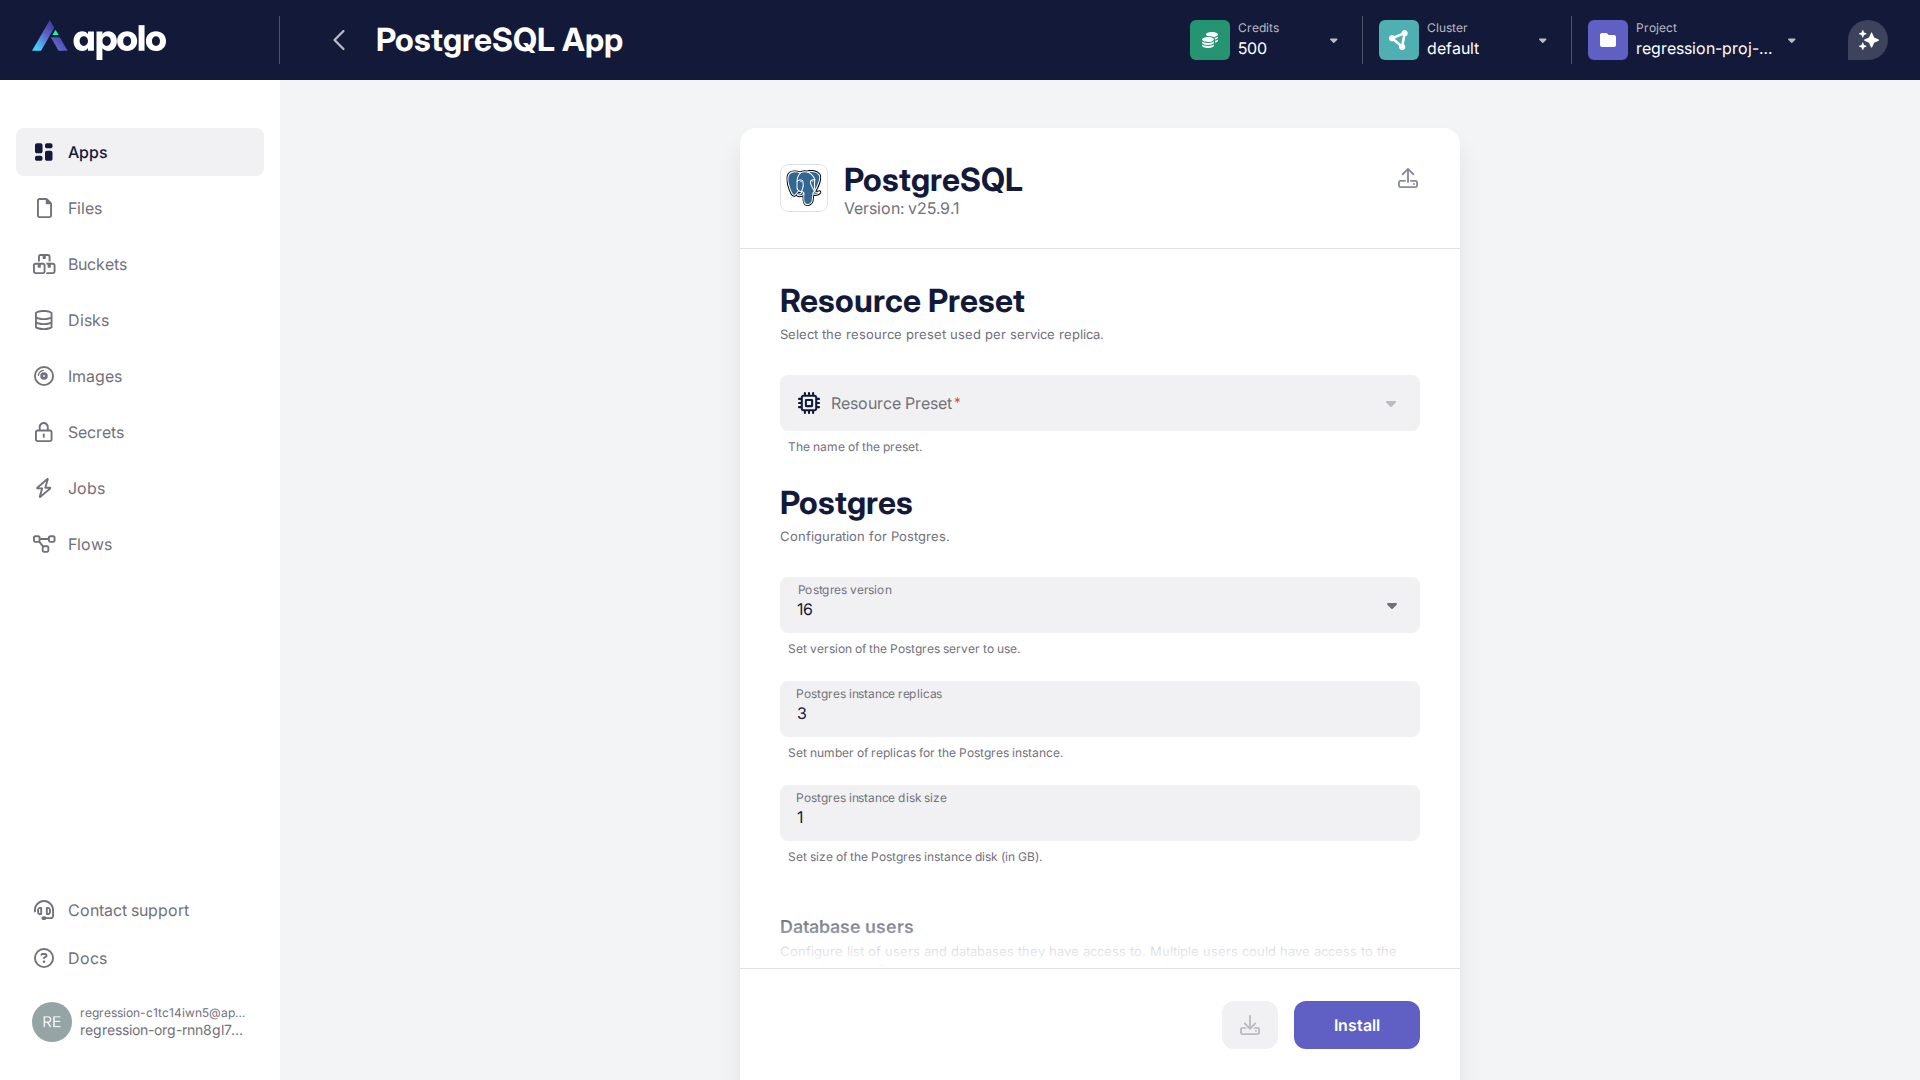 apolo
PostgreSQL App
Credits
500
Cluster
default
Project
regression-proj-...
Apps
Files
Buckets
Disks
Images
Secrets
Jobs
Flows
Contact support
Docs
RE
regression-c1tc14iwn5@ap...
regression-org-rnn8gl7...
PostgreSQL
Version: v25.9.1
Resource Preset
Select the resource preset used per service replica.
Resource Preset*
The name of the preset.
Postgres
Configuration for Postgres.
Postgres version
16
Set version of the Postgres server to use.
Postgres instance replicas
3
Set number of replicas for the Postgres instance.
Postgres instance disk size
1
Set size of the Postgres instance disk (in GB).
Database users
Configure list of users and databases they have access to. Multiple users could have access to the
Install